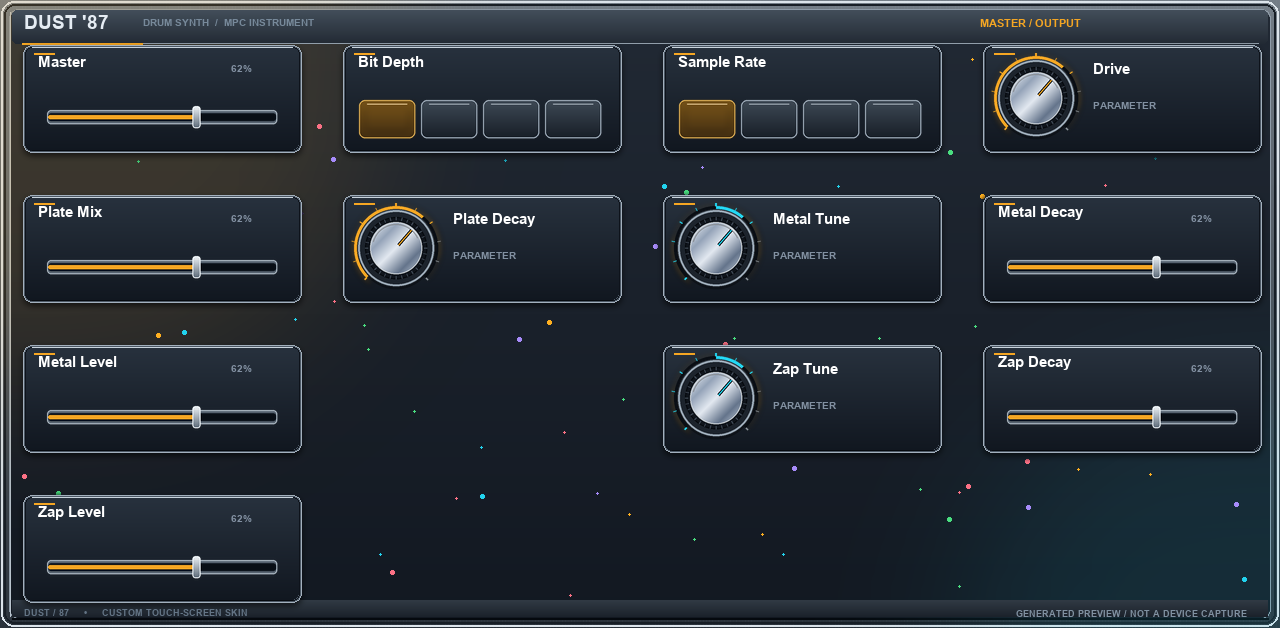 DUST '87
DRUM SYNTH / MPC INSTRUMENT
MASTER / OUTPUT
Master
62%
Bit Depth
Sample Rate
Drive
PARAMETER
Plate Mix
62%
Plate Decay
PARAMETER
Metal Tune
PARAMETER
Metal Decay
62%
Metal Level
62%
Zap Tune
PARAMETER
Zap Decay
62%
Zap Level
62%
DUST / 87 • CUSTOM TOUCH-SCREEN SKIN
GENERATED PREVIEW / NOT A DEVICE CAPTURE